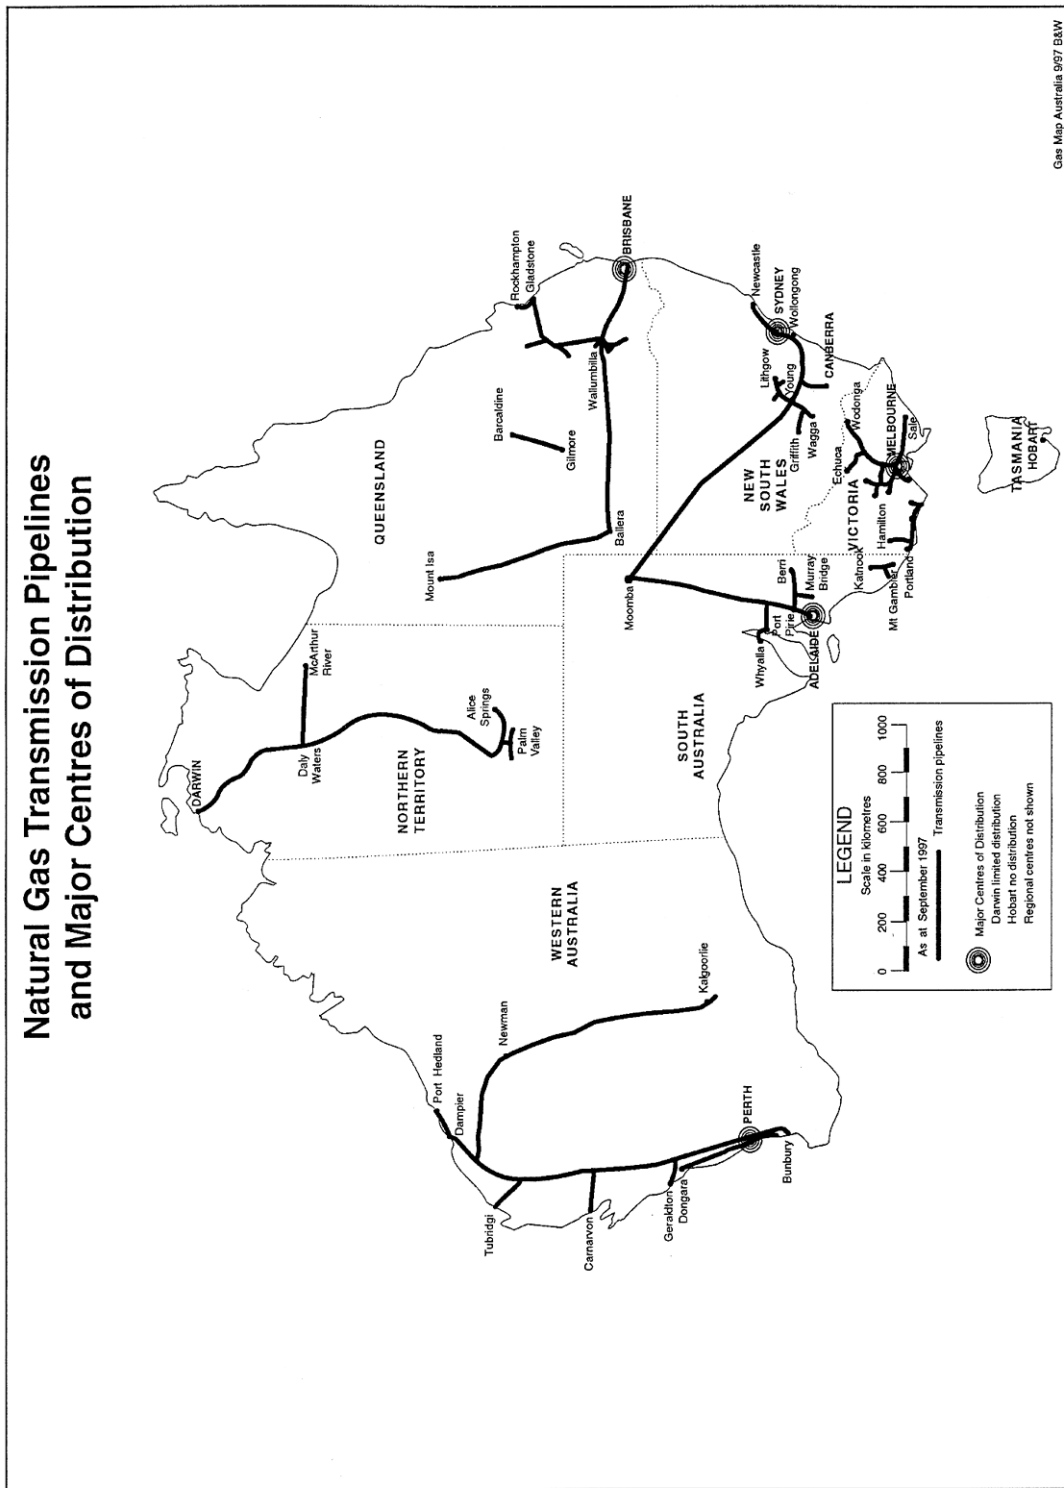 Natural Gas Transmission Pipelines
and Major Centres of Distribution
DARWIN
Daly
Waters
McArthur
River
NORTHERN
TERRITORY
Alice
Springs
Palm
Valley
QUEENSLAND
Mount Isa
Barcaldine
Gilmore
Rockhampton
Gladstone
Wallumbilla
BRISBANE
Ballera
Port Hedland
Dampier
Newman
Tubridgi
Carnarvon
Geraldton
Dongara
WESTERN
AUSTRALIA
Kalgoorlie
PERTH
Bunbury
SOUTH
AUSTRALIA
Moomba
Whyalla
Port
Pirie
Berri
Murray
Bridge
ADELAIDE
NEW
SOUTH
WALES
Newcastle
SYDNEY
Wollongong
Lithgow
Young
CANBERRA
Griffith
Wagga
Wodonga
Echuca
MELBOURNE
Sale
VICTORIA
Hamilton
Katnook
Mt Gambier
Portland
TASMANIA
HOBART
LEGEND
Scale in kilometres
0 200 400 600 800 1000
As at September 1997
Transmission pipelines
Major Centres of Distribution
Darwin limited distribution
Hobart no distribution
Regional centres not shown
Gas Map Australia 9/97 B&W